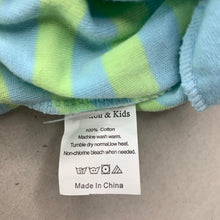 & Kids
100% Cotton
Machine wash warm.
Tumble dry normal,low heat.
Non-chlorine bleach when needed.
Made In China